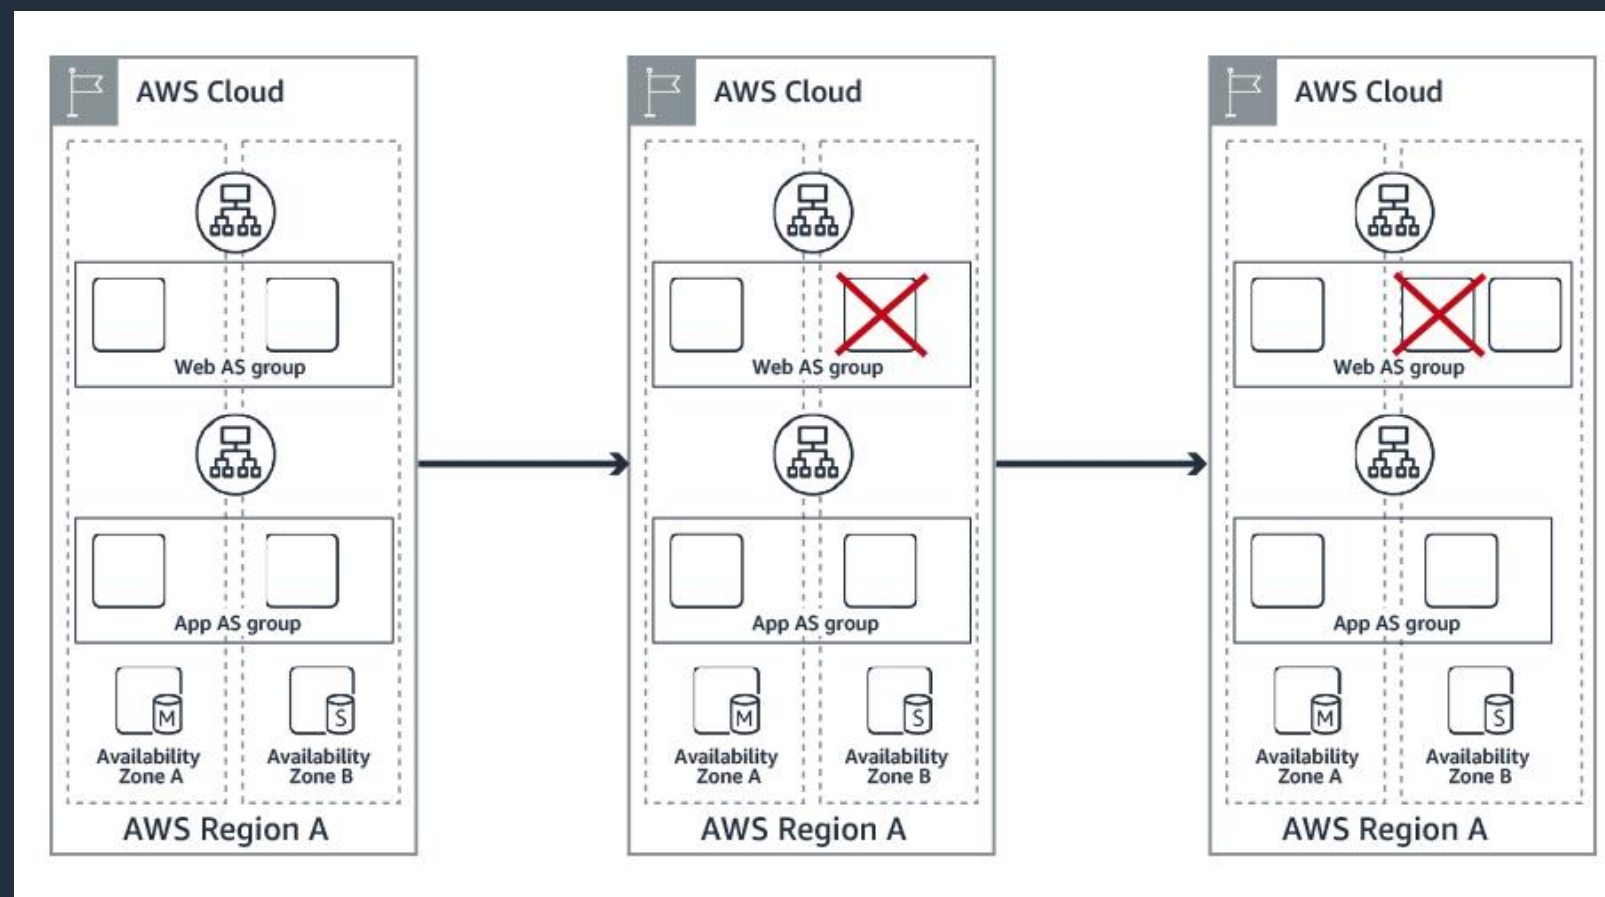 AWS Cloud
Web AS group
App AS group
M
S
Availability
Zone A
Availability
Zone B
AWS Region A
AWS Cloud
Web AS group
App AS group
M
S
Availability
Zone A
Availability
Zone B
AWS Region A
AWS Cloud
Web AS group
App AS group
M
S
Availability
Zone A
Availability
Zone B
AWS Region A